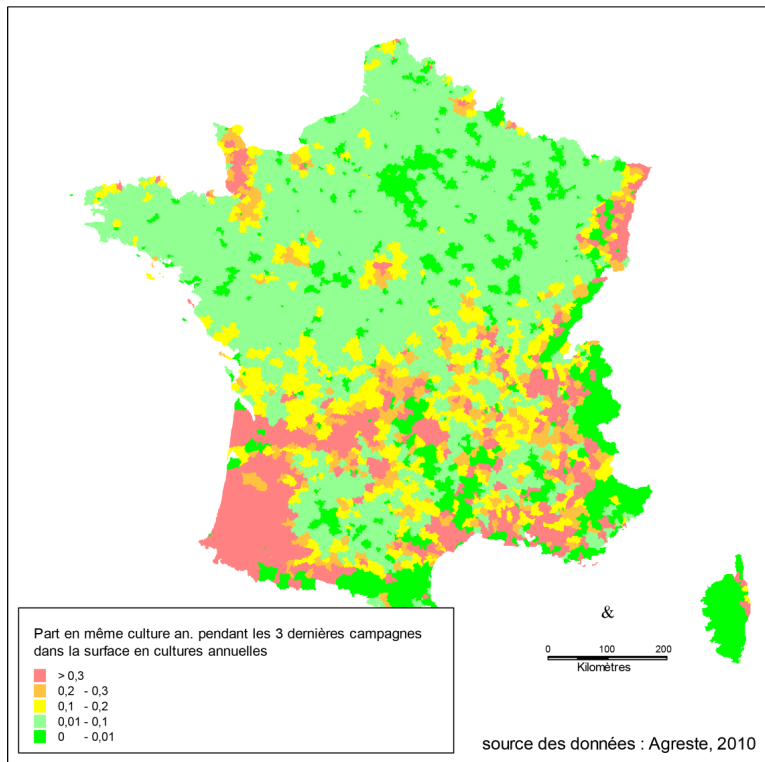 &
0 100 200
Kilomètres
Part en même culture an. pendant les 3 dernières campagnes
dans la surface en cultures annuelles
> 0,3
0,2 - 0,3
0,1 - 0,2
0,01 - 0,1
0 - 0,01
source des données : Agreste, 2010